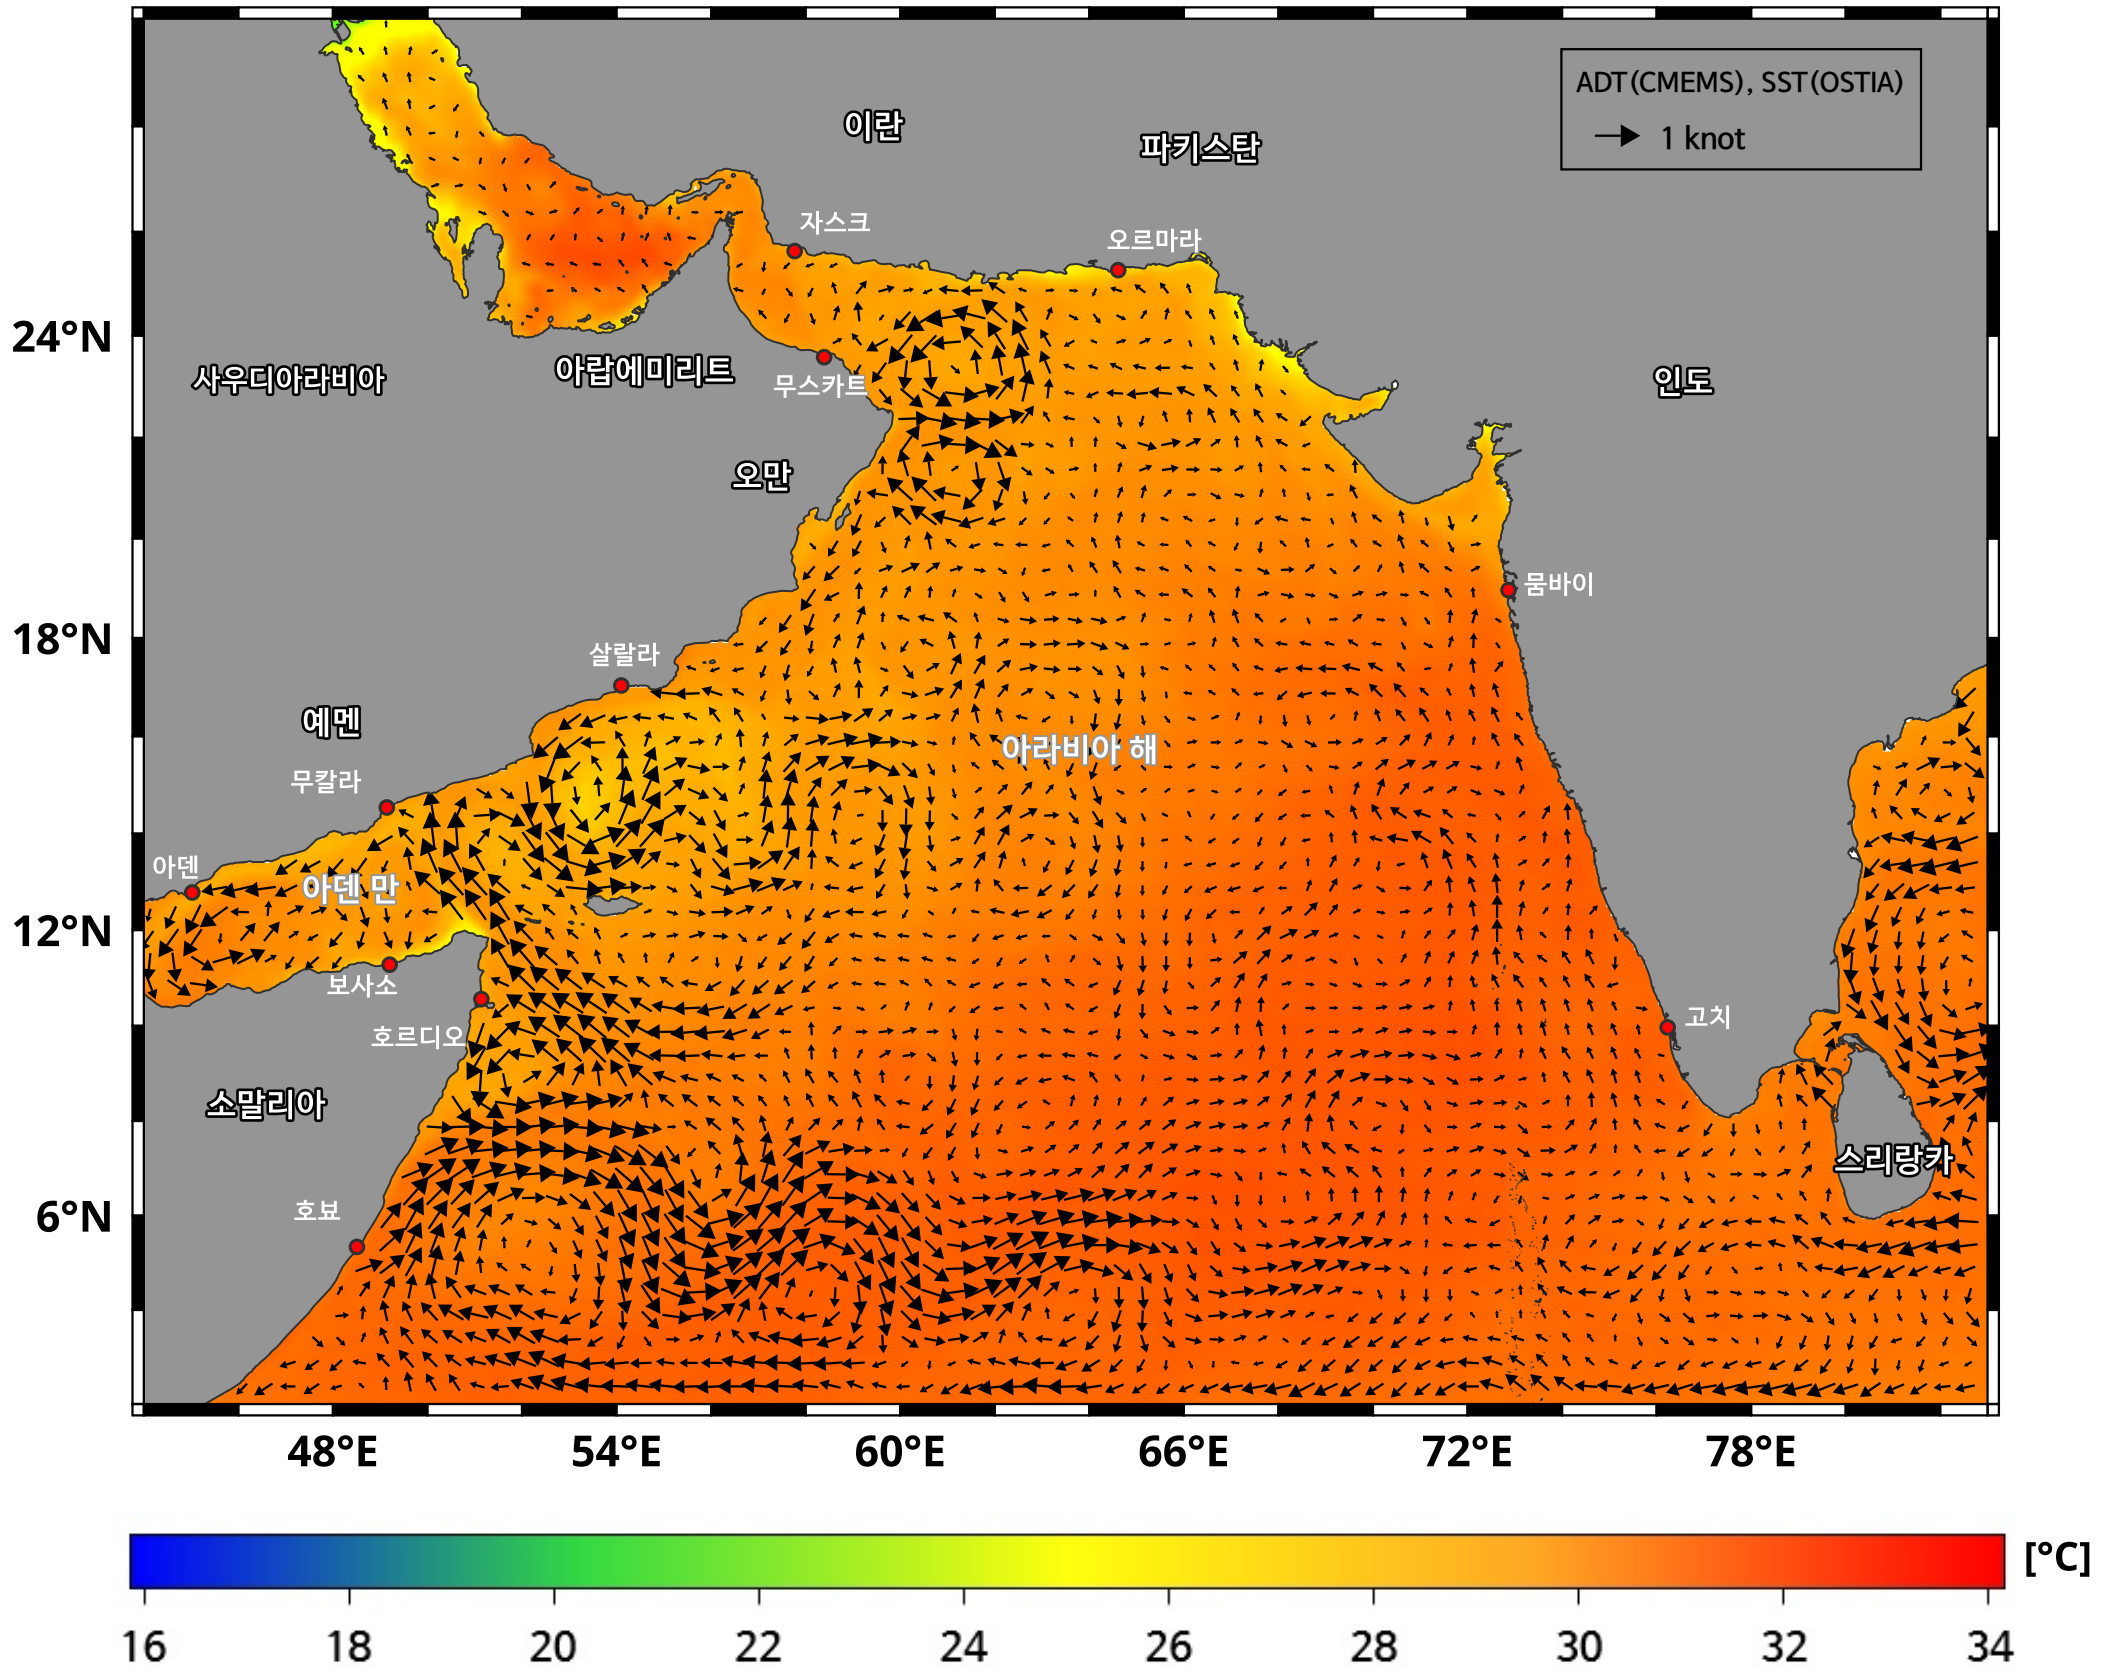 ADT(CMEMS), SST(OSTIA)
1 knot
이란
파키스탄
자스크
오르마라
24°N
사우디아라비아
아랍에미리트
무스카트
인도
오만
뭄바이
18°N
살랄라
예멘
아라비아 해
무칼라
아덴
아덴 만
12°N
보사소
호르디오
고치
소말리아
스리랑카
호뵤
6°N
48°E 54°E 60°E 66°E 72°E 78°E
[°C]
16 18 20 22 24 26 28 30 32 34